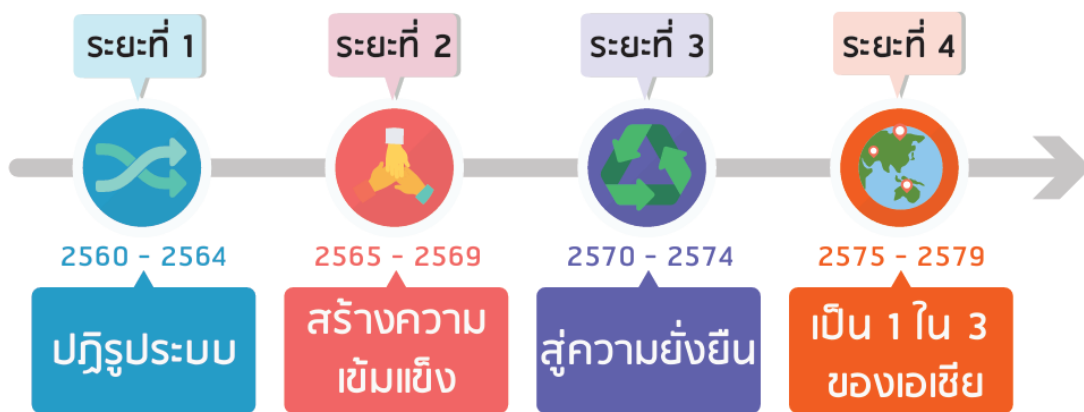 ระยะที่ 1
ระยะที่ 2
ระยะที่ 3
ระยะที่ 4
2560 - 2564
2565 - 2569
2570 - 2574
2575 - 2579
ปฏิรูประบบ
สร้างความ
เข้มแข็ง
สู่ความยั่งยืน
เป็น 1 ใน 3
ของเอเชีย